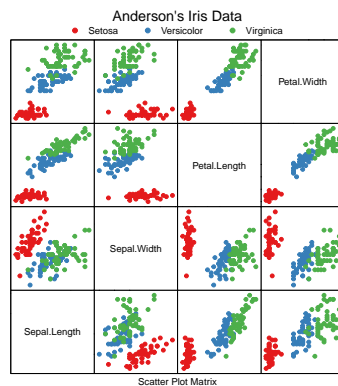 Anderson's Iris Data
Setosa Versicolor Virginica
Petal.Width
Petal.Length
Sepal.Width
Sepal.Length
Scatter Plot Matrix